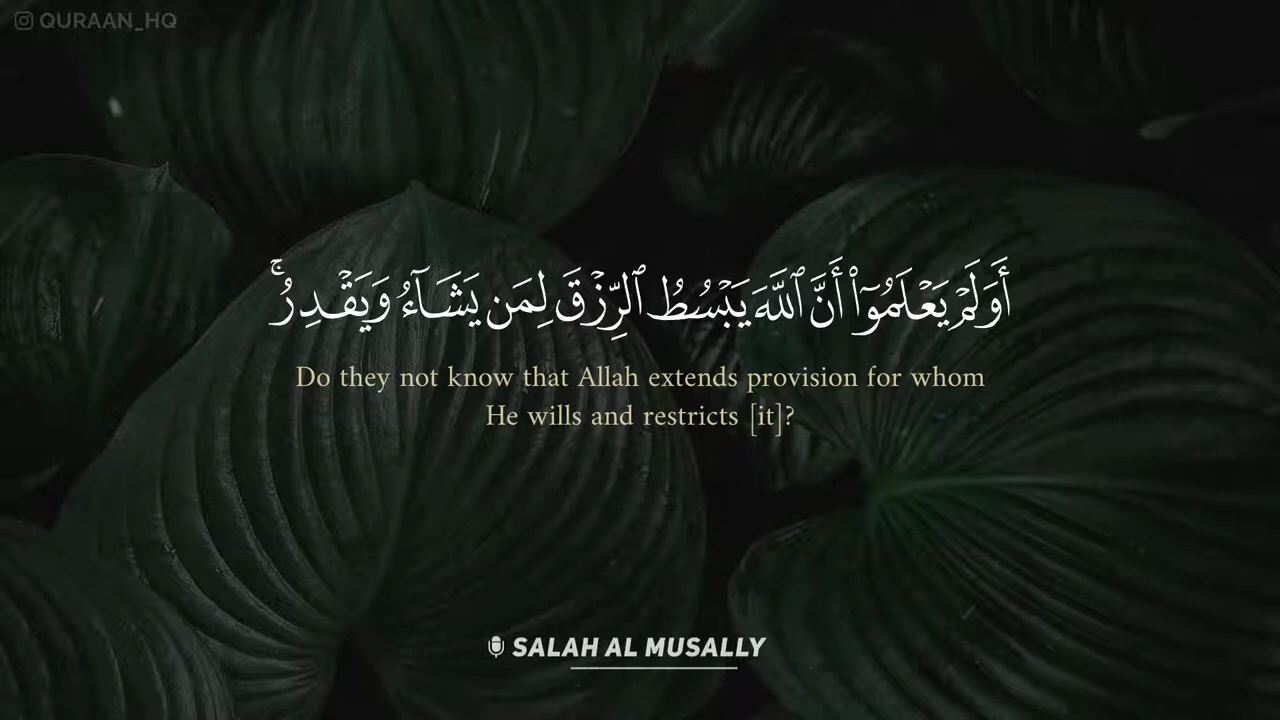 QURAAN_HQ
أَوَلَمْ يَعْلَمُوٓا۟ أَنَّ ٱللَّهَ يَبْسُطُ ٱلرِّزْقَ لِمَن يَشَآءُ وَيَقْدِرُ ۚ
Do they not know that Allah extends provision for whom
He wills and restricts [it]?
SALAH AL MUSALLY